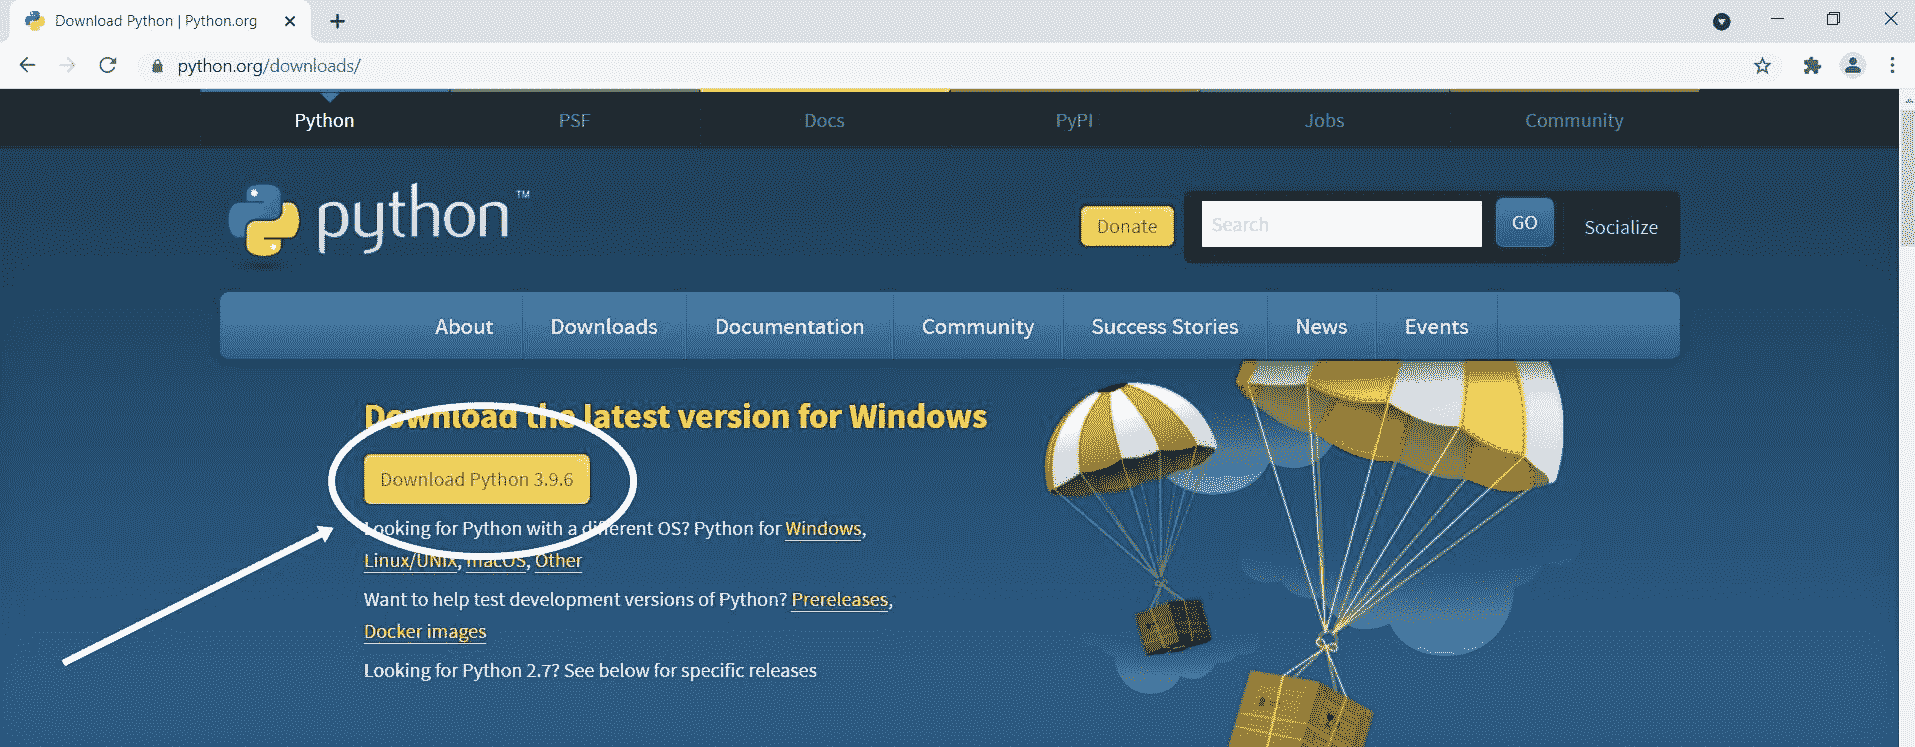 Download Python | Python.org
python.org/downloads/
Python PSF Docs PyPI Jobs Community
python™
Donate Search GO Socialize
About Downloads Documentation Community Success Stories News Events
Download the latest version for Windows
Download Python 3.9.6
Looking for Python with a different OS? Python for Windows,
Linux/UNIX, macOS, Other
Want to help test development versions of Python? Prereleases,
Docker images
Looking for Python 2.7? See below for specific releases